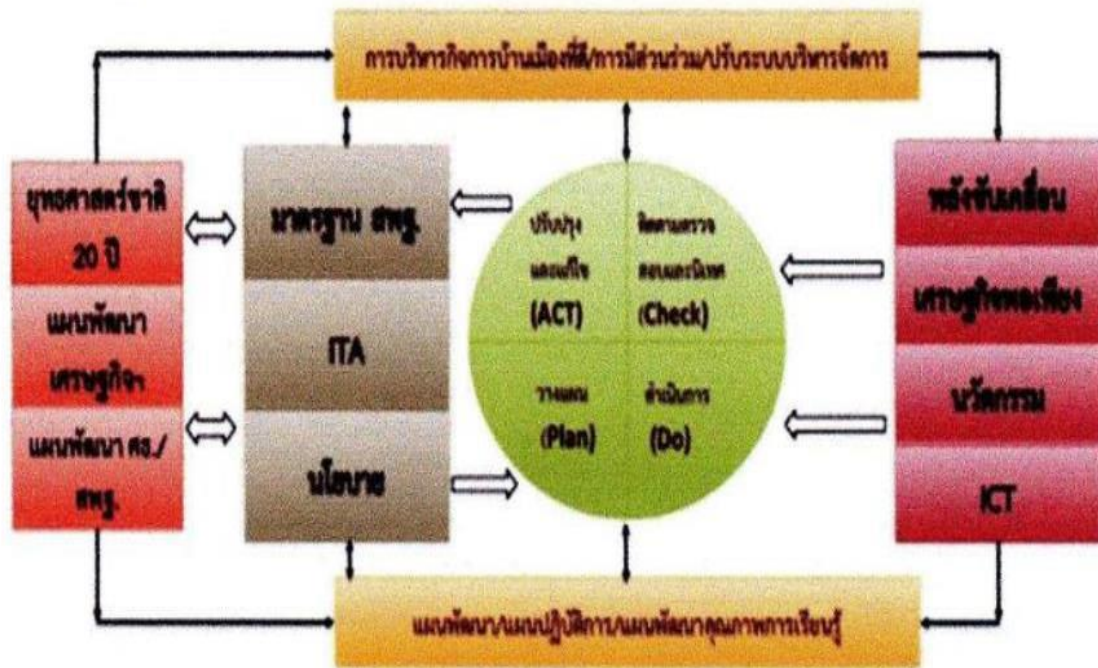 การบริหารกิจการบ้านเมืองที่ดี/การมีส่วนร่วม/ปรับระบบบริหารจัดการ
ยุทธศาสตร์ชาติ
20 ปี
แผนพัฒนา
เศรษฐกิจฯ
แผนพัฒนา ศธ./
สพฐ.
มาตรฐาน สพฐ.
ITA
นโยบาย
ปรับปรุง
และแก้ไข
(ACT)
ติดตามตรวจ
สอบและนิเทศ
(Check)
วางแผน
(Plan)
ดำเนินการ
(Do)
พลังขับเคลื่อน
เศรษฐกิจพอเพียง
นวัตกรรม
ICT
แผนพัฒนา/แผนปฏิบัติการ/แผนพัฒนาคุณภาพการเรียนรู้